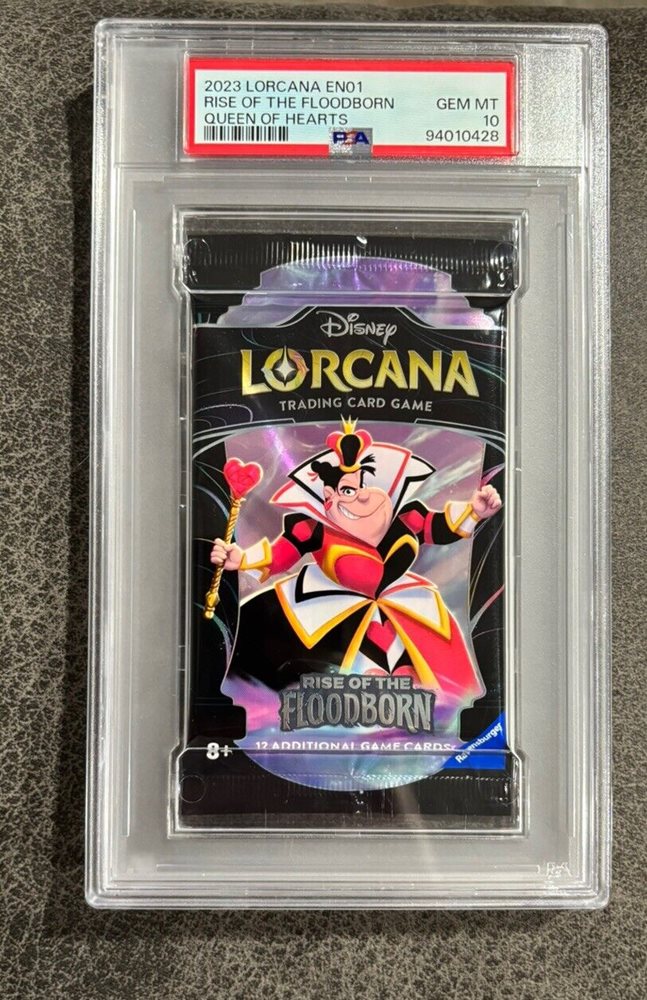 2023 LORCANA EN01
RISE OF THE FLOODBORN GEM MT
QUEEN OF HEARTS 10
PSA 94010428
Disney
LORCANA
TRADING CARD GAME
RISE OF THE
FLOODBORN
8+ 12 ADDITIONAL GAME CARDS
Ravensburger
PSA